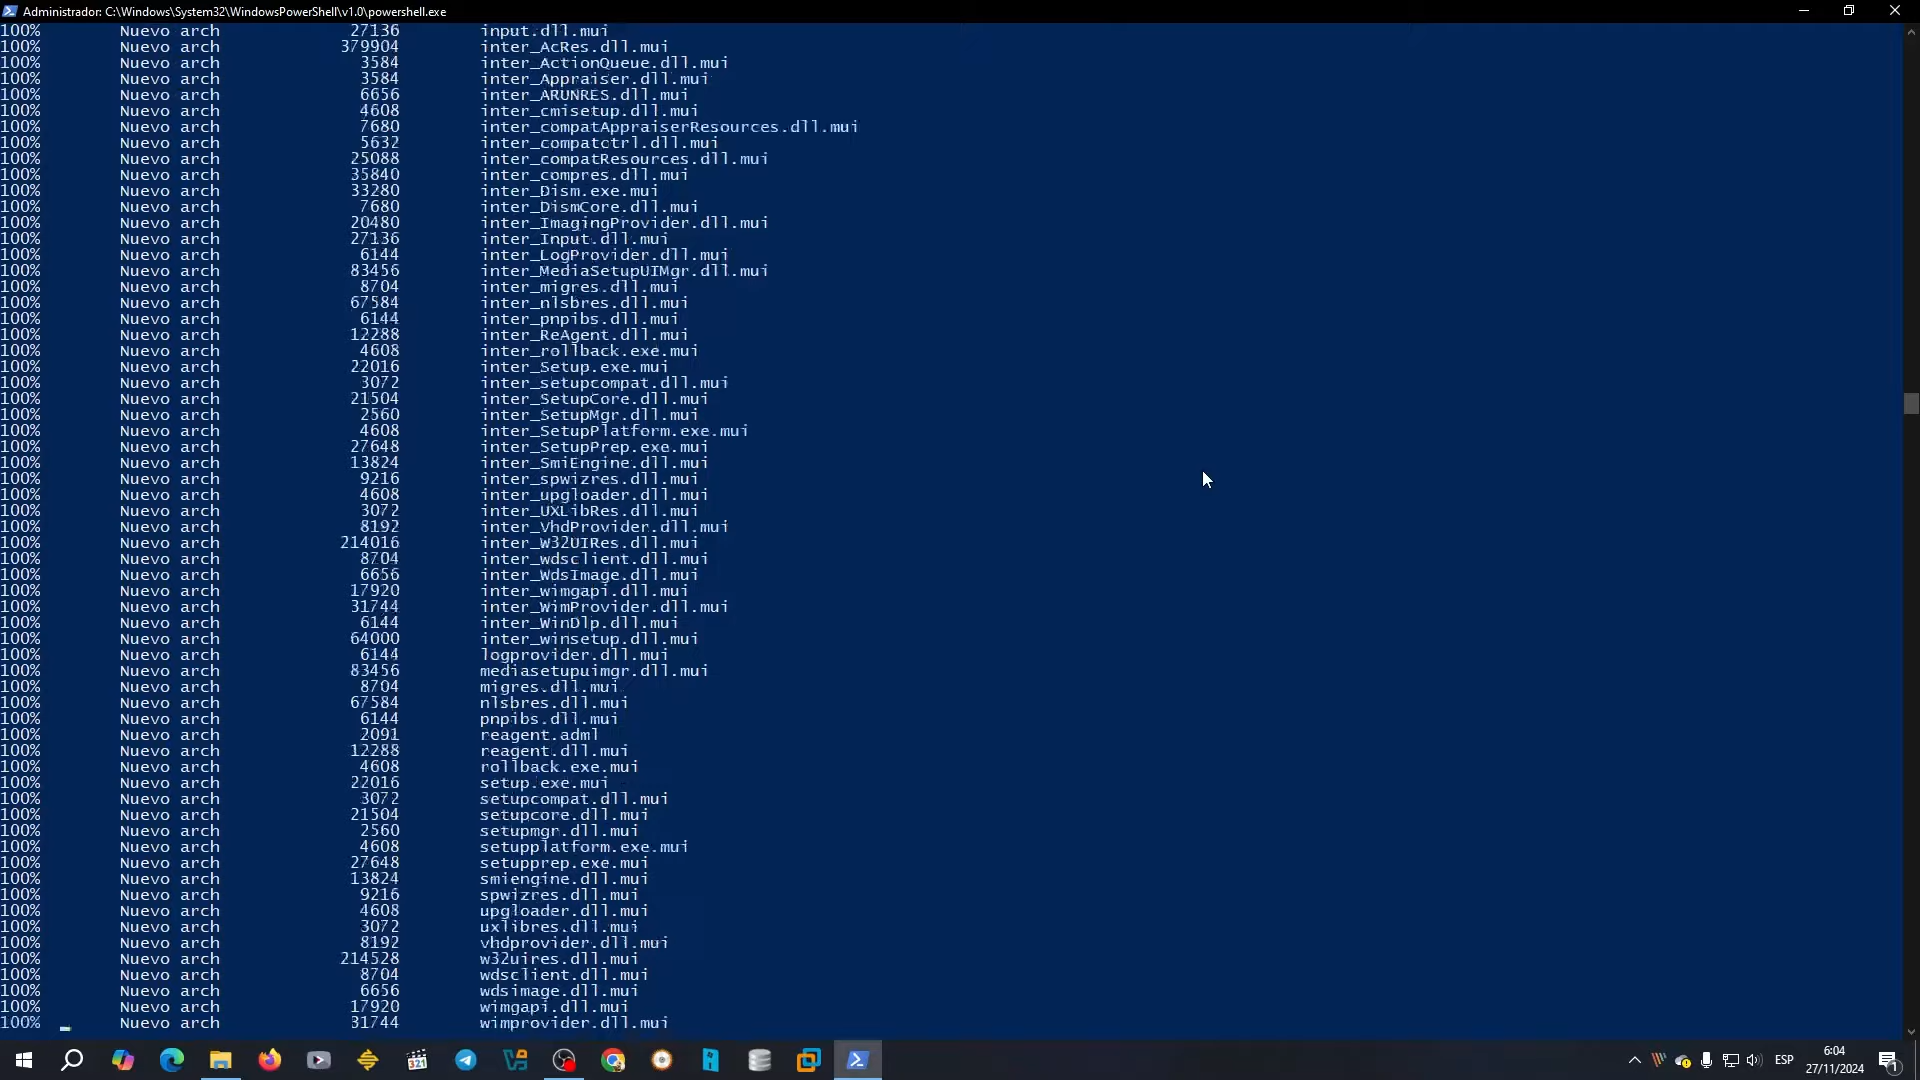 Administrador: C:\Windows\System32\WindowsPowerShell\v1.0\powershell.exe
100% Nuevo arch 27136 input.dll.mui
100% Nuevo arch 379904 inter_AcRes.dll.mui
100% Nuevo arch 3584 inter_ActionQueue.dll.mui
100% Nuevo arch 3584 inter_Appraiser.dll.mui
100% Nuevo arch 6656 inter_ARUNRES.dll.mui
100% Nuevo arch 4608 inter_cmisetup.dll.mui
100% Nuevo arch 7680 inter_compatAppraiserResources.dll.mui
100% Nuevo arch 5632 inter_compatctrl.dll.mui
100% Nuevo arch 25088 inter_compatResources.dll.mui
100% Nuevo arch 35840 inter_compres.dll.mui
100% Nuevo arch 33280 inter_Dism.exe.mui
100% Nuevo arch 7680 inter_DismCore.dll.mui
100% Nuevo arch 20480 inter_ImagingProvider.dll.mui
100% Nuevo arch 27136 inter_Input.dll.mui
100% Nuevo arch 6144 inter_LogProvider.dll.mui
100% Nuevo arch 83456 inter_MediaSetupUIMgr.dll.mui
100% Nuevo arch 8704 inter_migres.dll.mui
100% Nuevo arch 67584 inter_nlsbres.dll.mui
100% Nuevo arch 6144 inter_pnpibs.dll.mui
100% Nuevo arch 12288 inter_ReAgent.dll.mui
100% Nuevo arch 4608 inter_rollback.exe.mui
100% Nuevo arch 22016 inter_Setup.exe.mui
100% Nuevo arch 3072 inter_setupcompat.dll.mui
100% Nuevo arch 21504 inter_SetupCore.dll.mui
100% Nuevo arch 2560 inter_SetupMgr.dll.mui
100% Nuevo arch 4608 inter_SetupPlatform.exe.mui
100% Nuevo arch 27648 inter_SetupPrep.exe.mui
100% Nuevo arch 13824 inter_SmiEngine.dll.mui
100% Nuevo arch 9216 inter_spwizres.dll.mui
100% Nuevo arch 4608 inter_upgloader.dll.mui
100% Nuevo arch 3072 inter_UXLibRes.dll.mui
100% Nuevo arch 8192 inter_VhdProvider.dll.mui
100% Nuevo arch 214016 inter_W32UIRes.dll.mui
100% Nuevo arch 8704 inter_wdsclient.dll.mui
100% Nuevo arch 6656 inter_WdsImage.dll.mui
100% Nuevo arch 17920 inter_wimgapi.dll.mui
100% Nuevo arch 31744 inter_WimProvider.dll.mui
100% Nuevo arch 6144 inter_WinDlp.dll.mui
100% Nuevo arch 64000 inter_winsetup.dll.mui
100% Nuevo arch 6144 logprovider.dll.mui
100% Nuevo arch 83456 mediasetupuimgr.dll.mui
100% Nuevo arch 8704 migres.dll.mui
100% Nuevo arch 67584 nlsbres.dll.mui
100% Nuevo arch 6144 pnpibs.dll.mui
100% Nuevo arch 2091 reagent.adml
100% Nuevo arch 12288 reagent.dll.mui
100% Nuevo arch 4608 rollback.exe.mui
100% Nuevo arch 22016 setup.exe.mui
100% Nuevo arch 3072 setupcompat.dll.mui
100% Nuevo arch 21504 setupcore.dll.mui
100% Nuevo arch 2560 setupmgr.dll.mui
100% Nuevo arch 4608 setupplatform.exe.mui
100% Nuevo arch 27648 setupprep.exe.mui
100% Nuevo arch 13824 smiengine.dll.mui
100% Nuevo arch 9216 spwizres.dll.mui
100% Nuevo arch 4608 upgloader.dll.mui
100% Nuevo arch 3072 uxlibres.dll.mui
100% Nuevo arch 8192 vhdprovider.dll.mui
100% Nuevo arch 214528 w32uires.dll.mui
100% Nuevo arch 8704 wdsclient.dll.mui
100% Nuevo arch 6656 wdsimage.dll.mui
100% Nuevo arch 17920 wimgapi.dll.mui
100% Nuevo arch 31744 wimprovider.dll.mui
321
ESP
6:04
27/11/2024
1